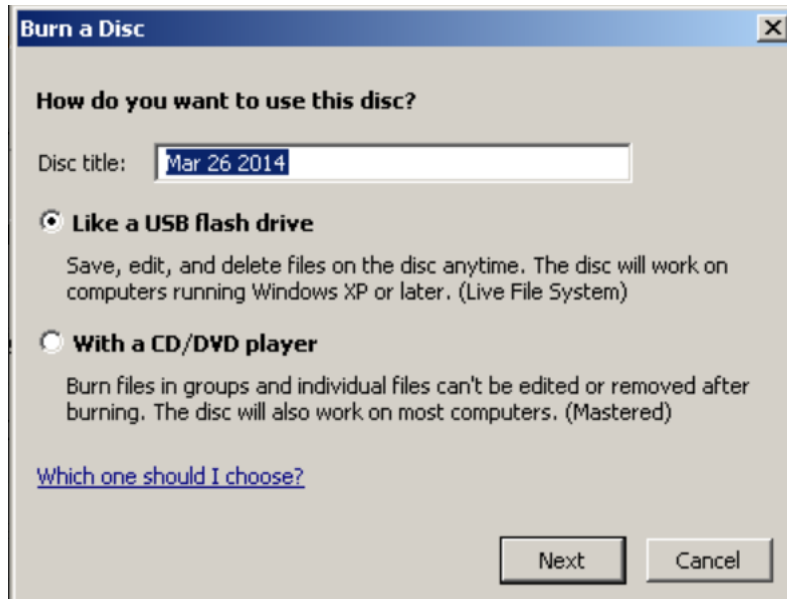 Burn a Disc
How do you want to use this disc?
Disc title: Mar 26 2014
Like a USB flash drive
Save, edit, and delete files on the disc anytime. The disc will work on
computers running Windows XP or later. (Live File System)
With a CD/DVD player
Burn files in groups and individual files can't be edited or removed after
burning. The disc will also work on most computers. (Mastered)
Which one should I choose?
Next Cancel